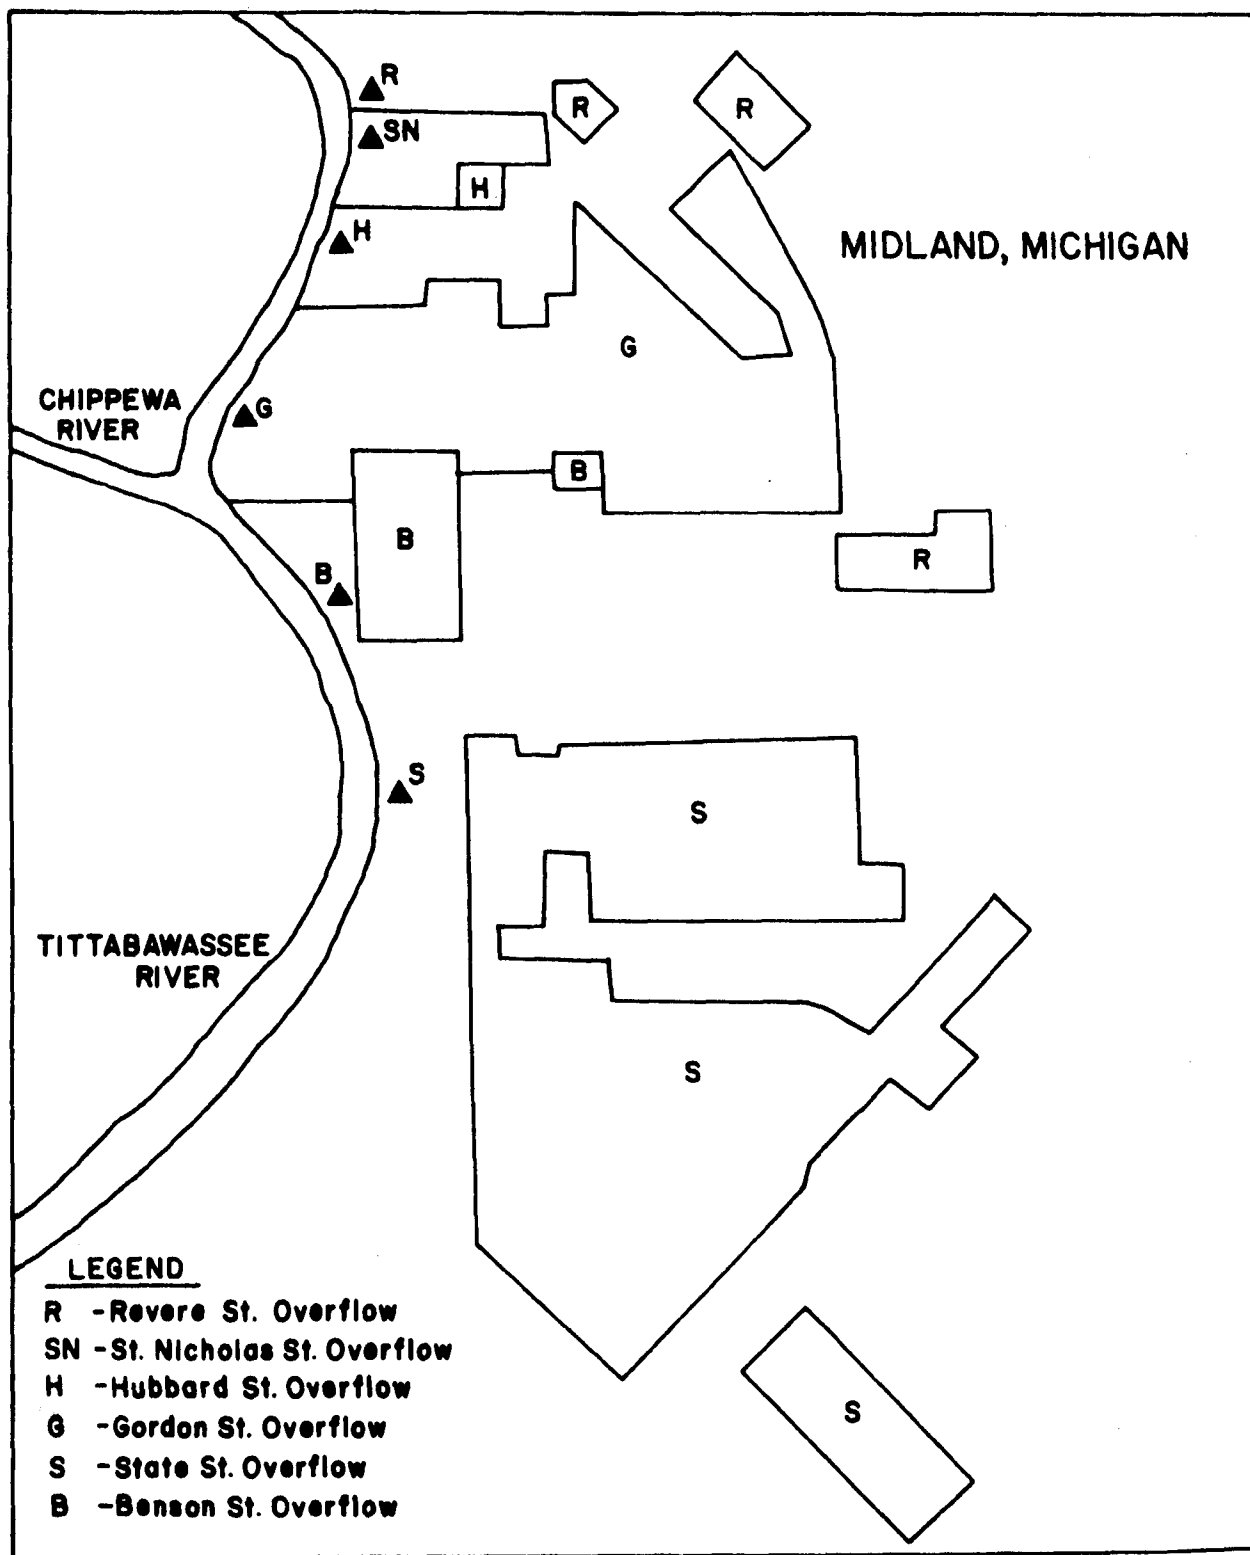 R
R
R
SN
H
H
MIDLAND, MICHIGAN
G
CHIPPEWA
RIVER
G
B
B
R
B
S
S
TITTABAWASSEE
RIVER
S
LEGEND
R -Revere St. Overflow
SN -St. Nicholas St. Overflow
H -Hubbard St. Overflow
G -Gordon St. Overflow
S -State St. Overflow
B -Benson St. Overflow
S